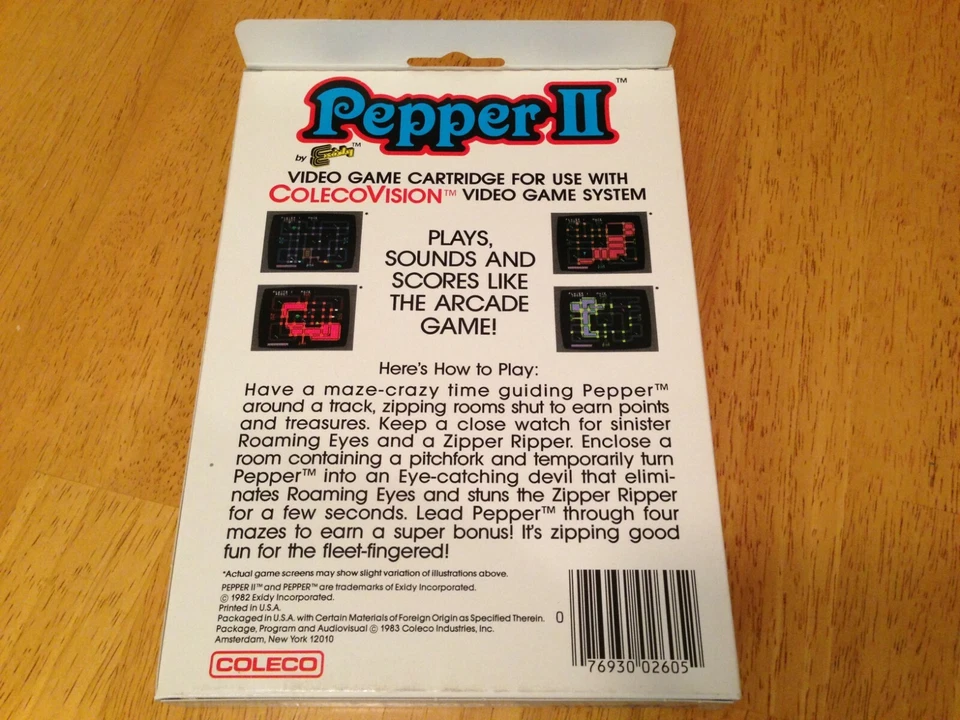 Pepper II™
by Exidy™
VIDEO GAME CARTRIDGE FOR USE WITH
COLECOVISION™ VIDEO GAME SYSTEM
PLAYS,
SOUNDS AND
SCORES LIKE
THE ARCADE
GAME!
Here's How to Play:
Have a maze-crazy time guiding Pepper™
around a track, zipping rooms shut to earn points
and treasures. Keep a close watch for sinister
Roaming Eyes and a Zipper Ripper. Enclose a
room containing a pitchfork and temporarily turn
Pepper™ into an Eye-catching devil that elimi-
nates Roaming Eyes and stuns the Zipper Ripper
for a few seconds. Lead Pepper™ through four
mazes to earn a super bonus! It's zipping good
fun for the fleet-fingered!
*Actual game screens may show slight variation of illustrations above.
PEPPER II™ and PEPPER™ are trademarks of Exidy Incorporated.
© 1982 Exidy Incorporated.
Printed in U.S.A.
Packaged in U.S.A. with Certain Materials of Foreign Origin as Specified Therein.
Package, Program and Audiovisual © 1983 Coleco Industries, Inc.
Amsterdam, New York 12010
COLECO
0 76930 02605